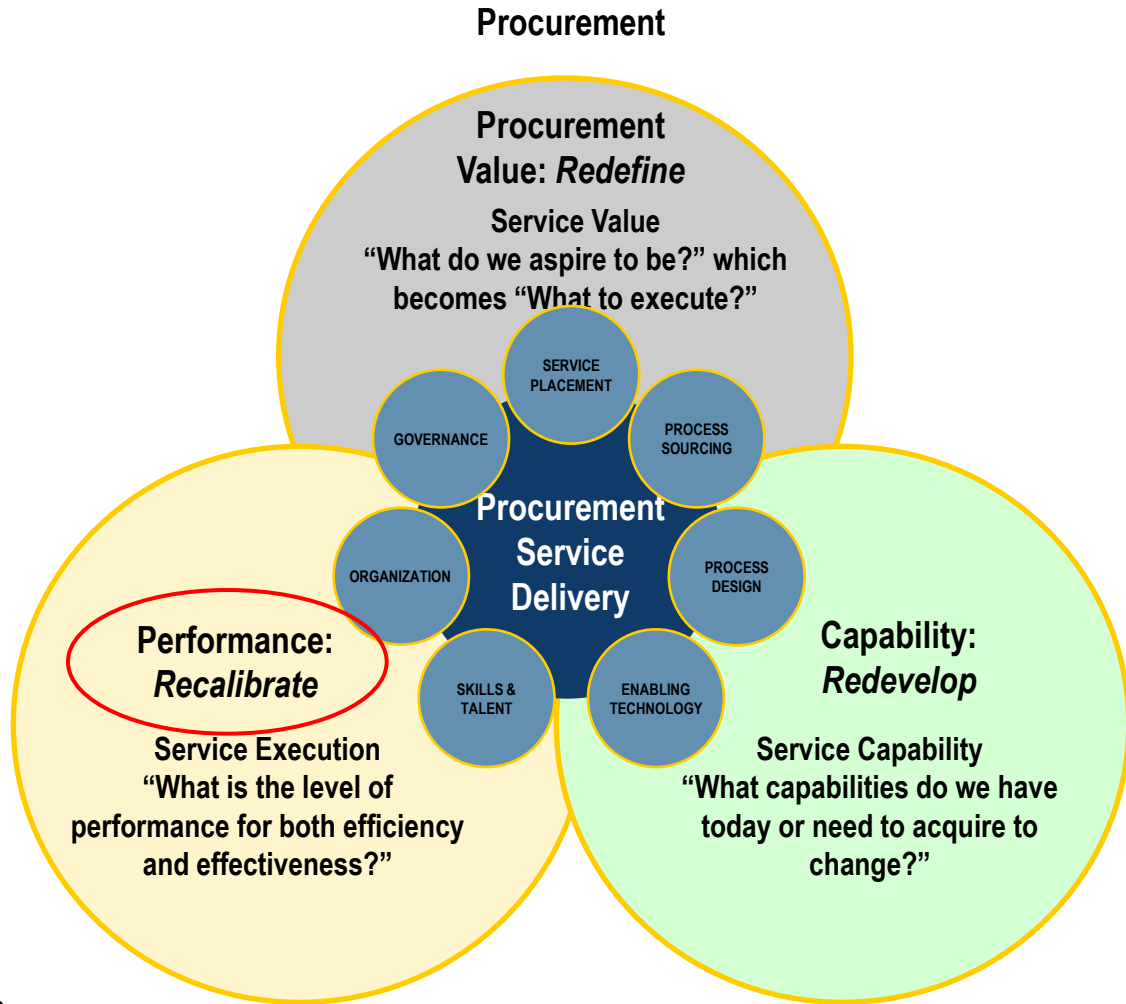 Procurement
Procurement
Value: Redefine
Service Value
“What do we aspire to be?” which
becomes “What to execute?”
SERVICE
PLACEMENT
GOVERNANCE
PROCESS
SOURCING
Procurement
Service
Delivery
ORGANIZATION
PROCESS
DESIGN
SKILLS &
TALENT
ENABLING
TECHNOLOGY
Performance:
Recalibrate
Service Execution
“What is the level of
performance for both efficiency
and effectiveness?”
Capability:
Redevelop
Service Capability
“What capabilities do we have
today or need to acquire to
change?”